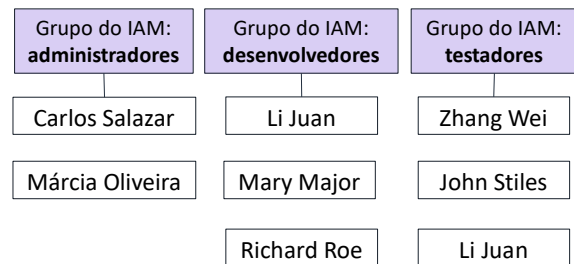 Grupo do IAM:
administradores
Carlos Salazar
Márcia Oliveira
Grupo do IAM:
desenvolvedores
Li Juan
Mary Major
Richard Roe
Grupo do IAM:
testadores
Zhang Wei
John Stiles
Li Juan